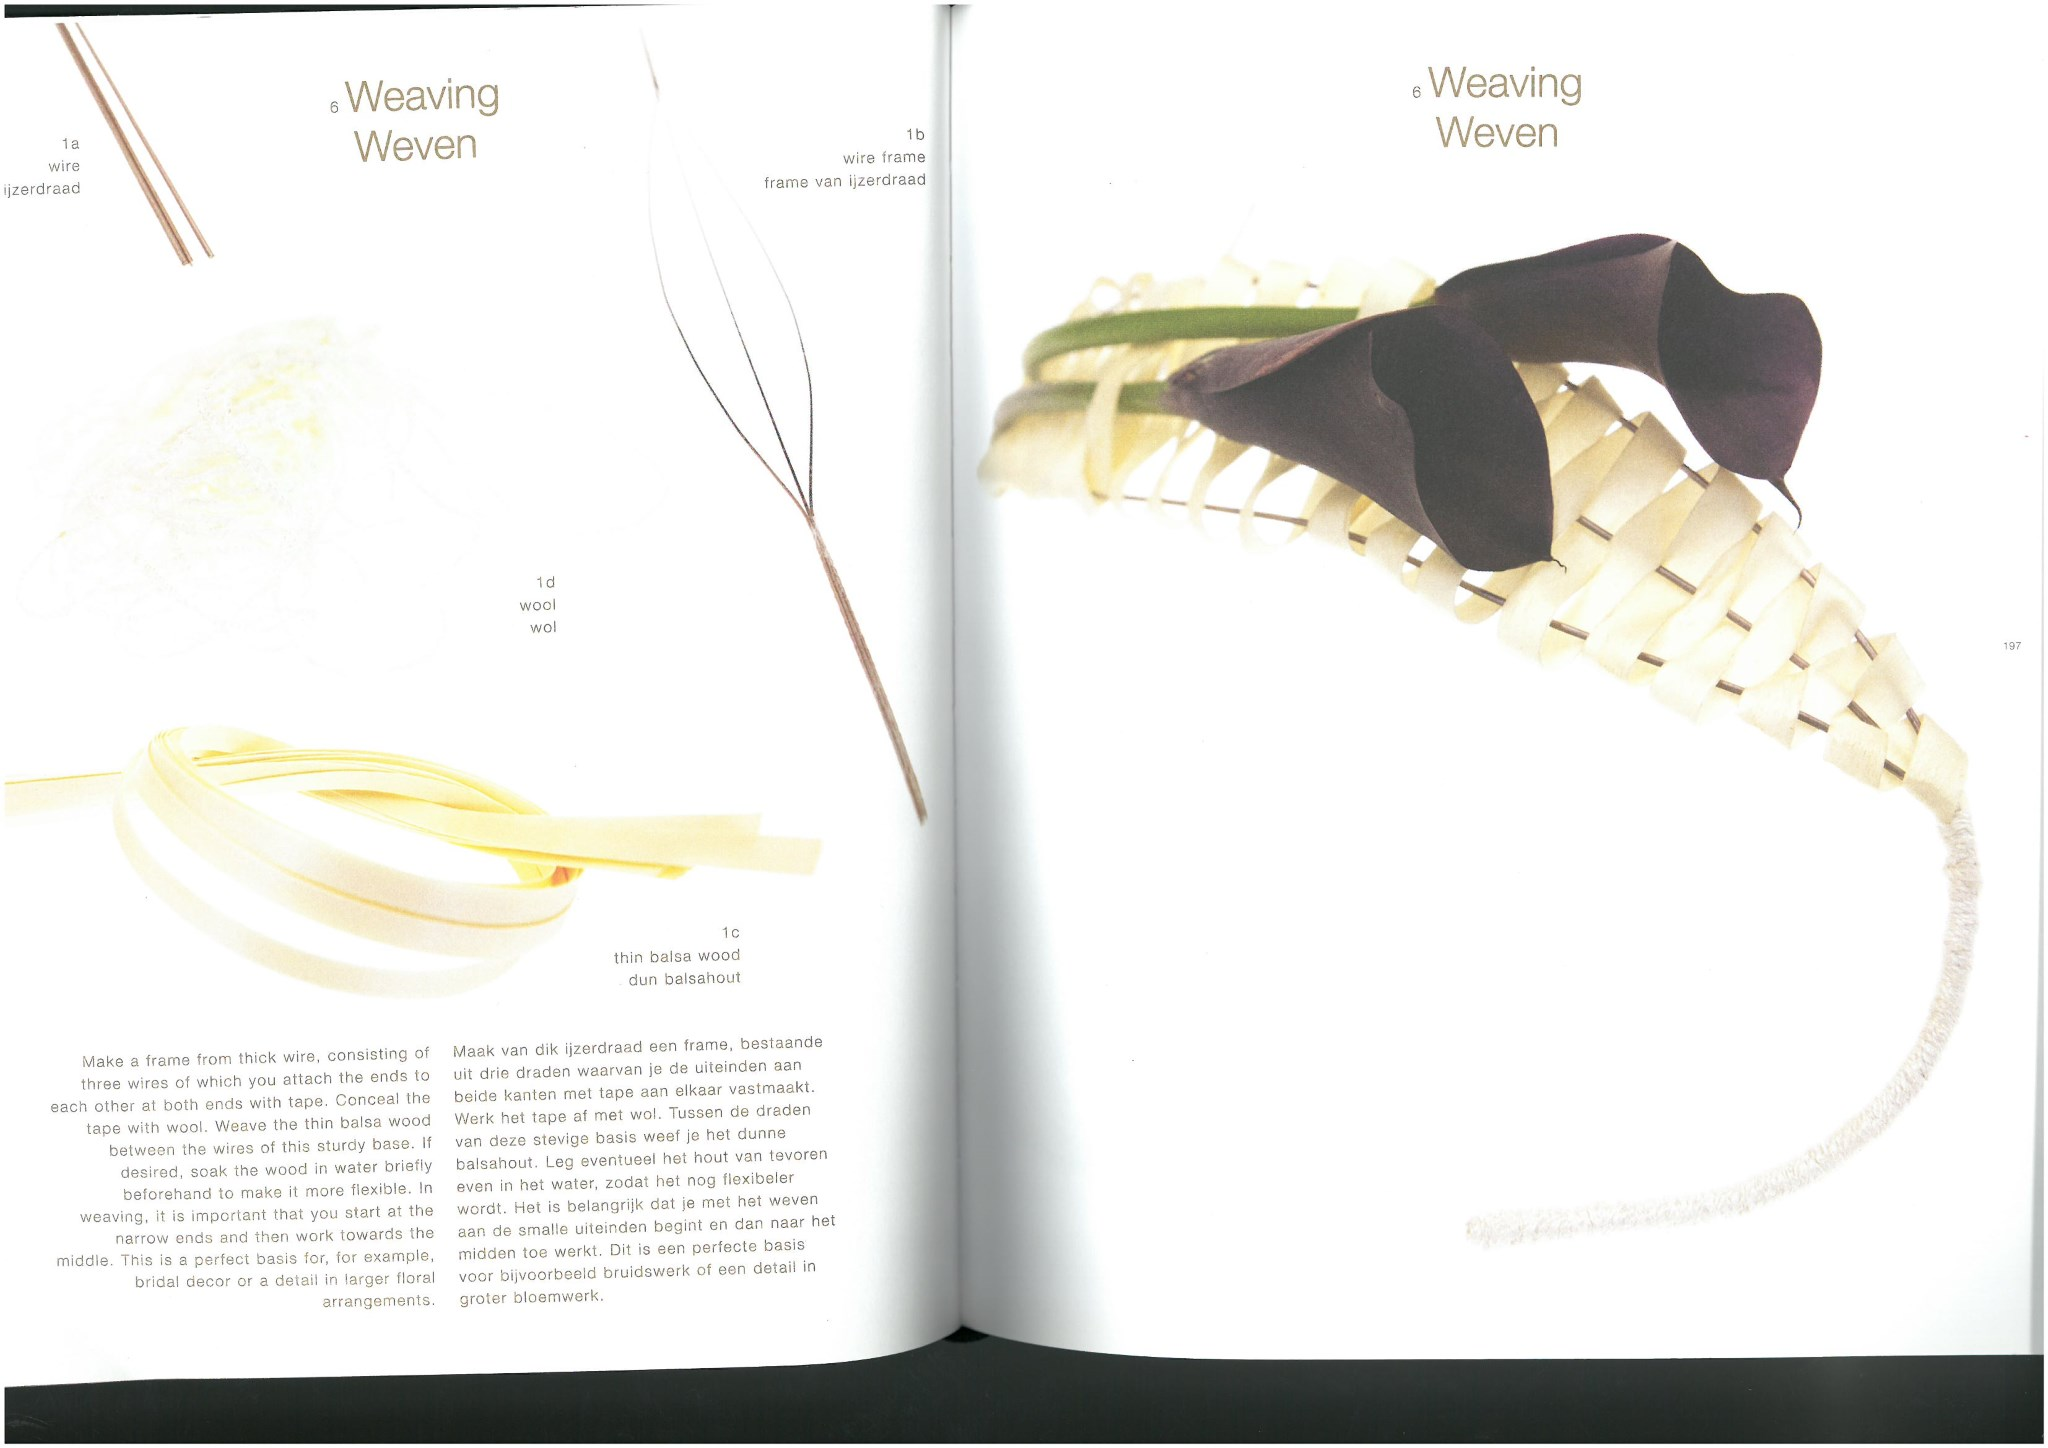 6 Weaving
Weven
1a
wire
ijzerdraad
1b
wire frame
frame van ijzerdraad
1d
wool
wol
1c
thin balsa wood
dun balsahout
Make a frame from thick wire, consisting of
three wires of which you attach the ends to
each other at both ends with tape. Conceal the
tape with wool. Weave the thin balsa wood
between the wires of this sturdy base. If
desired, soak the wood in water briefly
beforehand to make it more flexible. In
weaving, it is important that you start at the
narrow ends and then work towards the
middle. This is a perfect basis for, for example,
bridal decor or a detail in larger floral
arrangements.
Maak van dik ijzerdraad een frame, bestaande
uit drie draden waarvan je de uiteinden aan
beide kanten met tape aan elkaar vastmaakt.
Werk het tape af met wol. Tussen de draden
van deze stevige basis weef je het dunne
balsahout. Leg eventueel het hout van tevoren
even in het water, zodat het nog flexibeler
wordt. Het is belangrijk dat je met het weven
aan de smalle uiteinden begint en dan naar het
midden toe werkt. Dit is een perfecte basis
voor bijvoorbeeld bruidswerk of een detail in
groter bloemwerk.
6 Weaving
Weven
197